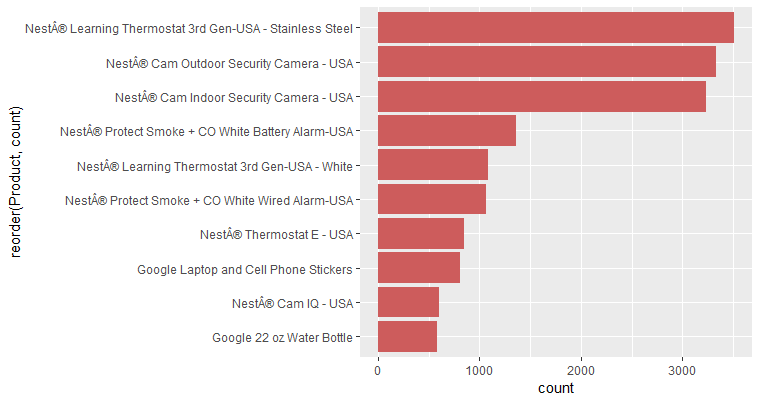 NestÂ® Learning Thermostat 3rd Gen-USA - Stainless Steel
NestÂ® Cam Outdoor Security Camera - USA
NestÂ® Cam Indoor Security Camera - USA
NestÂ® Protect Smoke + CO White Battery Alarm-USA
NestÂ® Learning Thermostat 3rd Gen-USA - White
NestÂ® Protect Smoke + CO White Wired Alarm-USA
NestÂ® Thermostat E - USA
Google Laptop and Cell Phone Stickers
NestÂ® Cam IQ - USA
Google 22 oz Water Bottle
reorder(Product, count)
0 1000 2000 3000
count